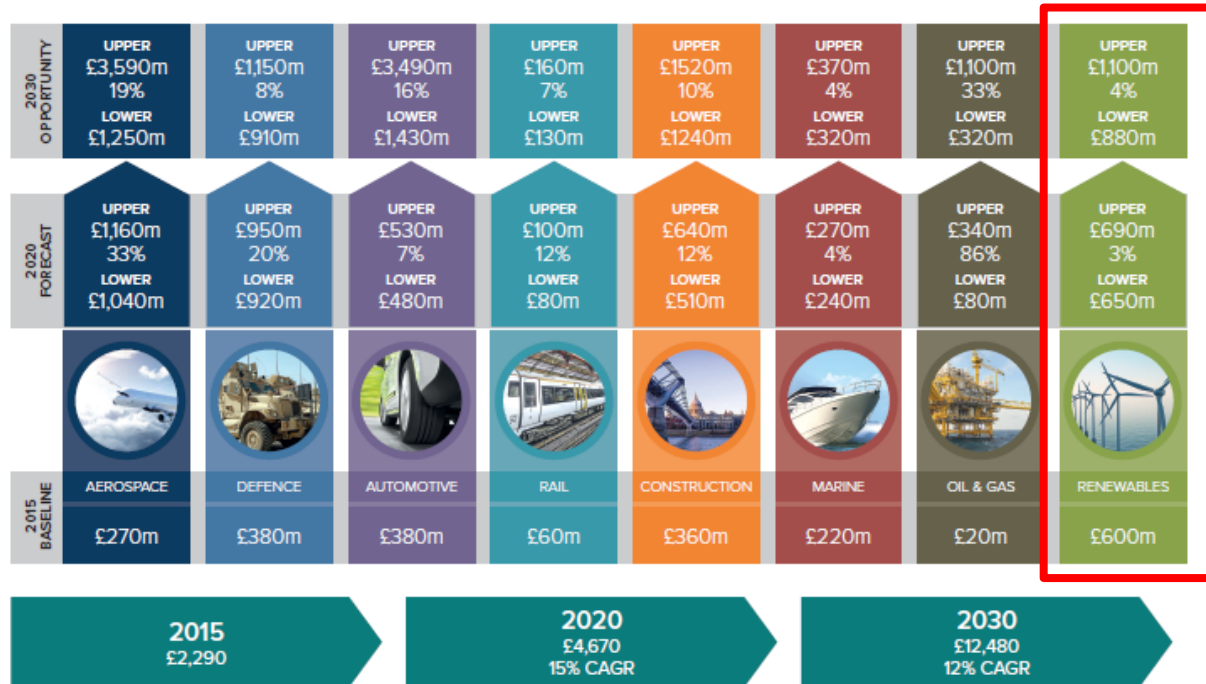 2030
OPPORTUNITY
UPPER
£3,590m
19%
LOWER
£1,250m
UPPER
£1,150m
8%
LOWER
£910m
UPPER
£3,490m
16%
LOWER
£1,430m
UPPER
£160m
7%
LOWER
£130m
UPPER
£1520m
10%
LOWER
£1240m
UPPER
£370m
4%
LOWER
£320m
UPPER
£1,100m
33%
LOWER
£320m
UPPER
£1,100m
4%
LOWER
£880m
2020
FORECAST
UPPER
£1,160m
33%
LOWER
£1,040m
UPPER
£950m
20%
LOWER
£920m
UPPER
£530m
7%
LOWER
£480m
UPPER
£100m
12%
LOWER
£80m
UPPER
£640m
12%
LOWER
£510m
UPPER
£270m
4%
LOWER
£240m
UPPER
£340m
86%
LOWER
£80m
UPPER
£690m
3%
LOWER
£650m
2015
BASELINE
AEROSPACE
£270m
DEFENCE
£380m
AUTOMOTIVE
£380m
RAIL
£60m
CONSTRUCTION
£360m
MARINE
£220m
OIL & GAS
£20m
RENEWABLES
£600m
2015
£2,290
2020
£4,670
15% CAGR
2030
£12,480
12% CAGR